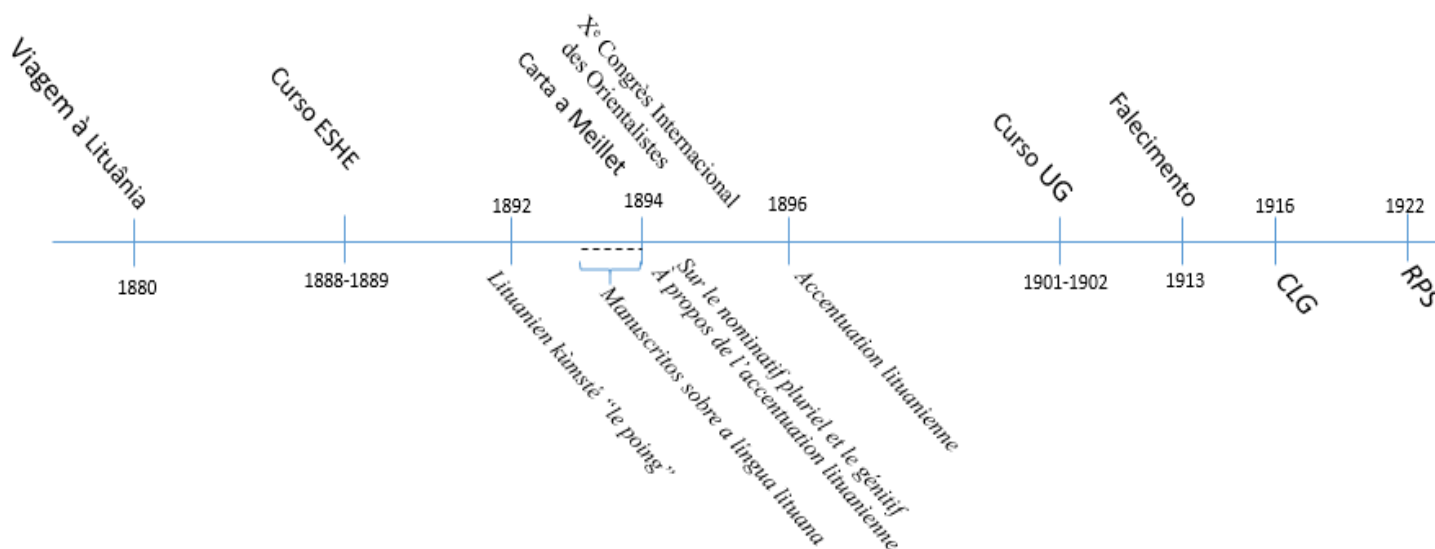 Viagem à Lituânia
1880
Curso ESHE
1888-1889
1892
Lituanien kùmsté “le poing”
Manuscritos sobre a língua lituana
Carta a Meillet
Xº Congrès Internacional
des Orientalistes
1894
Sur le nominatif pluriel et le génitif
À propos de l’accentuation lituanienne
1896
Accentuation lituanienne
Curso UG
1901-1902
Falecimento
1913
1916
CLG
1922
RPS